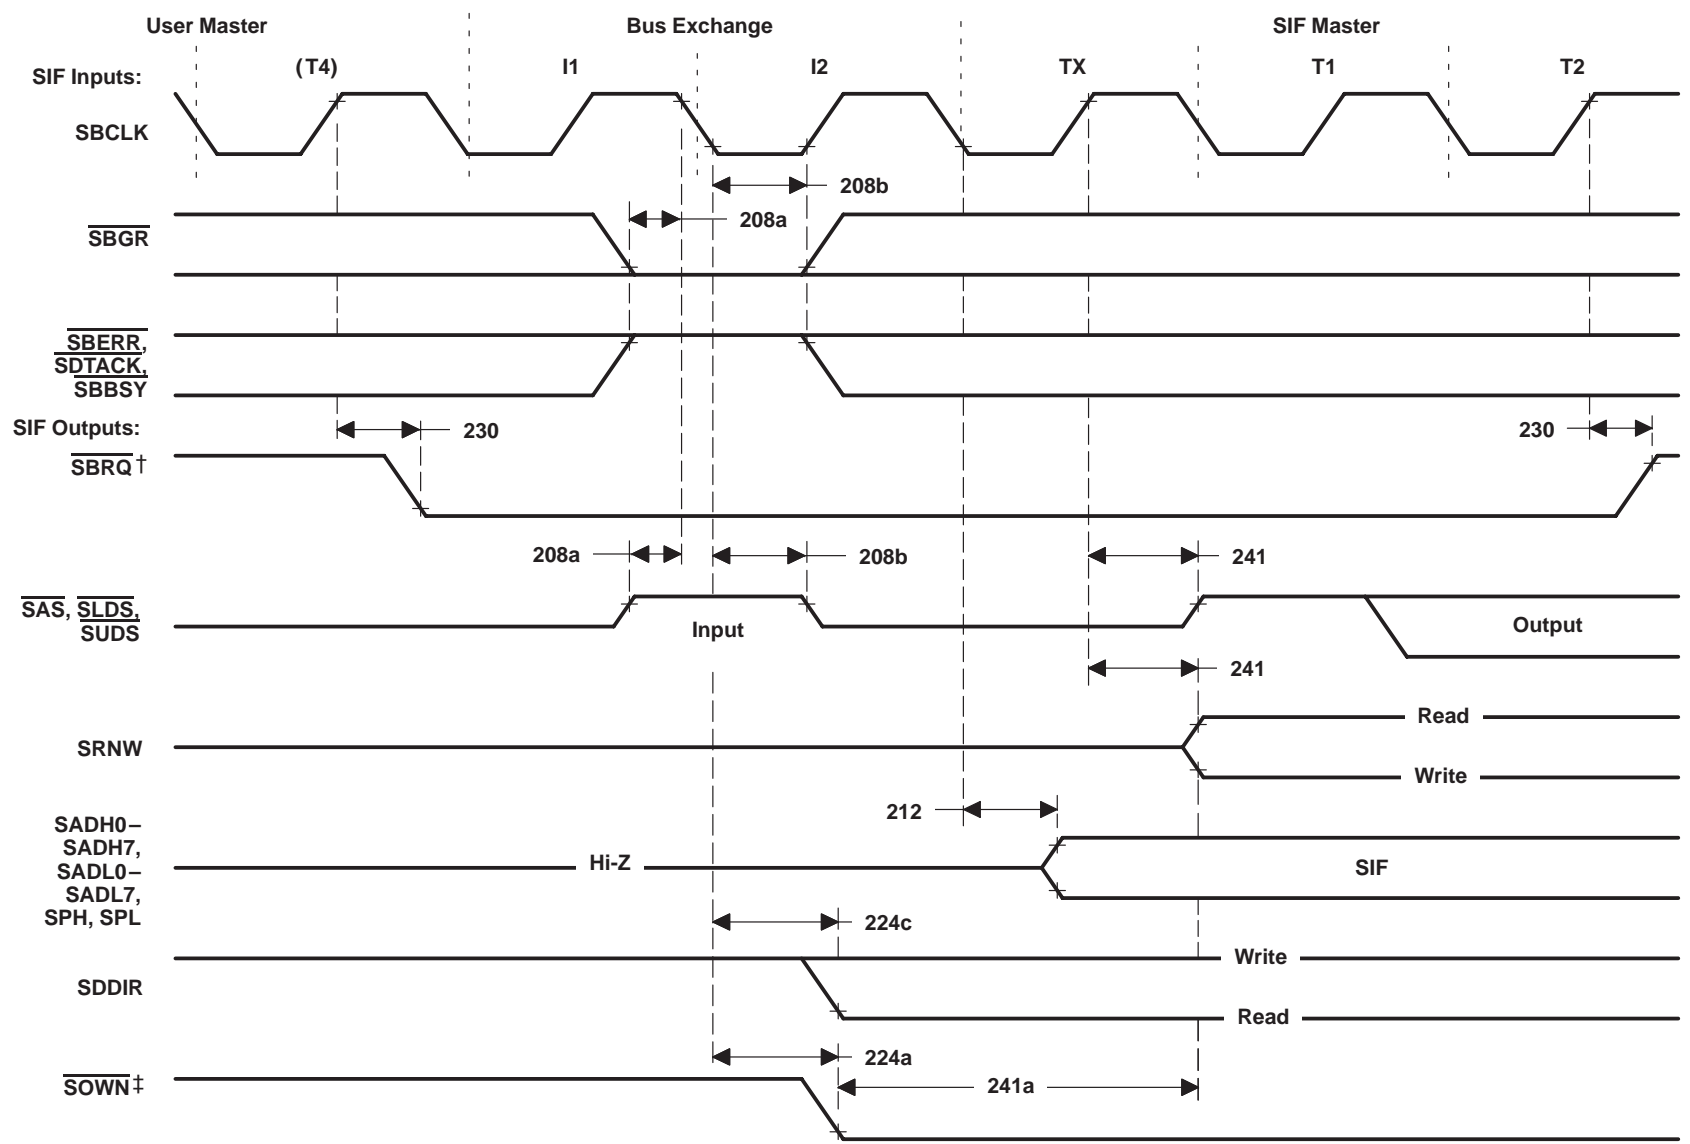 User Master
Bus Exchange
SIF Master
SIF Inputs:
(T4)
I1
I2
TX
T1
T2
SBCLK
208b
208a
SBGR
SBERR,
SDTACK,
SBBSY
SIF Outputs:
230
230
SBRQ†
208a
208b
241
SAS, SLDS,
SUDS
Input
Output
241
Read
SRNW
Write
212
SADH0–
SADH7,
SADL0–
SADL7,
SPH, SPL
Hi-Z
SIF
224c
Write
SDDIR
Read
224a
SOWN‡
241a